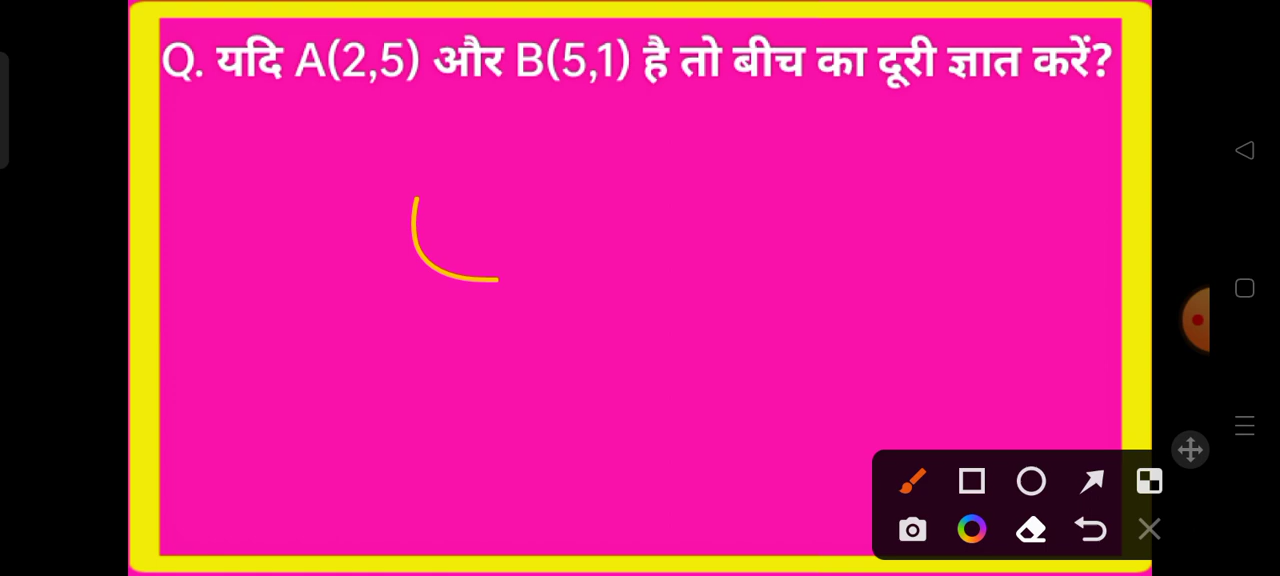 Q. यदि A(2,5) और B(5,1) है तो बीच का दूरी ज्ञात करें?